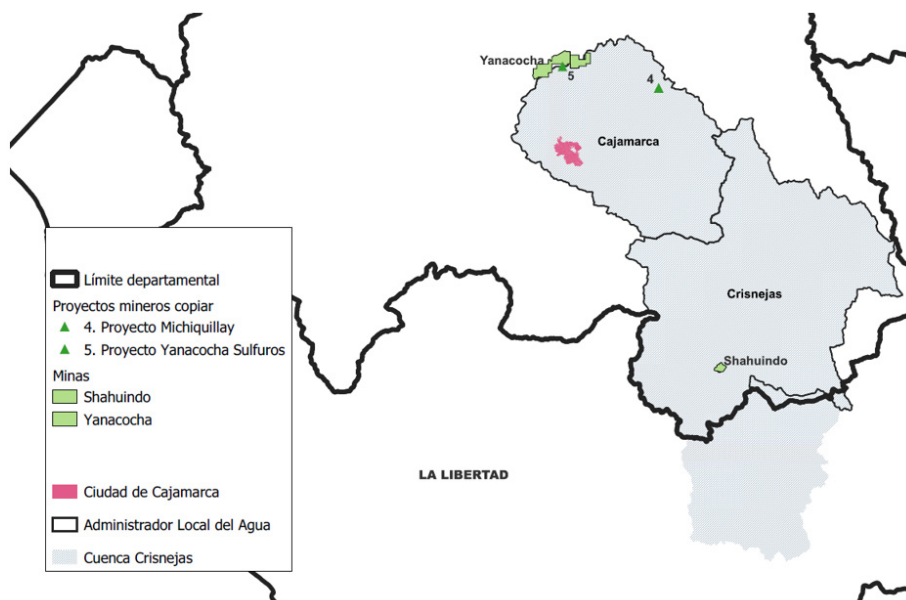 Yanacocha
5
4
Cajamarca
Crisnejas
Shahuindo
LA LIBERTAD
Límite departamental
Proyectos mineros copiar
4. Proyecto Michiquillay
5. Proyecto Yanacocha Sulfuros
Minas
Shahuindo
Yanacocha
Ciudad de Cajamarca
Administrador Local del Agua
Cuenca Crisnejas